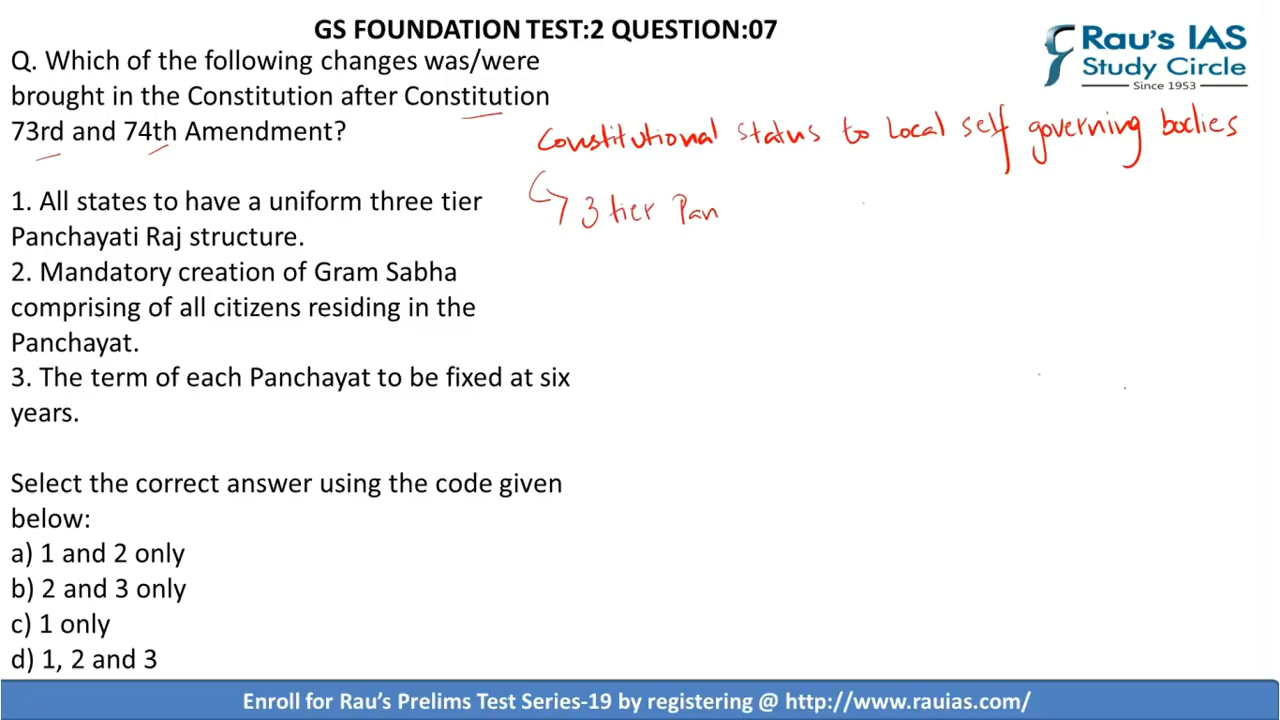 GS FOUNDATION TEST:2 QUESTION:07
Rau's IAS
Study Circle
Since 1953
Q. Which of the following changes was/were
brought in the Constitution after Constitution
73rd and 74th Amendment?
Constitutional status to Local self governing bodies
3 tier Pan
1. All states to have a uniform three tier
Panchayati Raj structure.
2. Mandatory creation of Gram Sabha
comprising of all citizens residing in the
Panchayat.
3. The term of each Panchayat to be fixed at six
years.
Select the correct answer using the code given
below:
a) 1 and 2 only
b) 2 and 3 only
c) 1 only
d) 1, 2 and 3
Enroll for Rau's Prelims Test Series-19 by registering @ http://www.rauias.com/